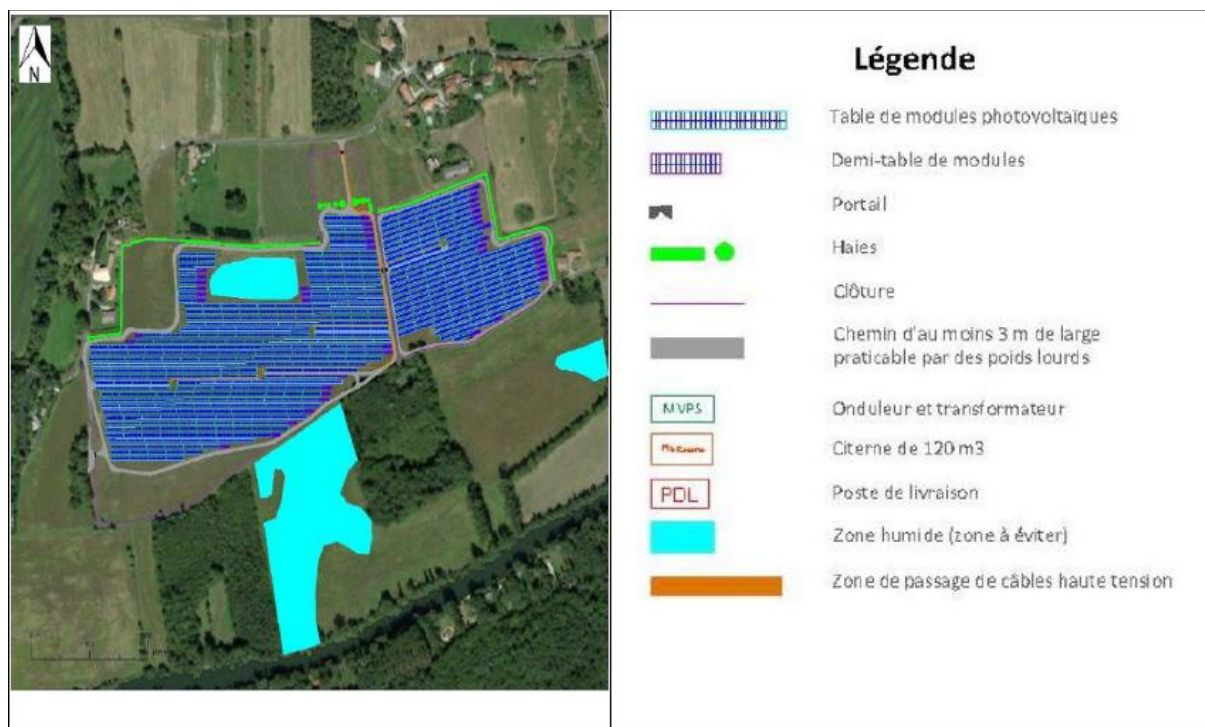 N
Légende
Table de modules photovoltaïques
Demi-table de modules
Portail
Haies
Clôture
Chemin d'au moins 3 m de large
praticable par des poids lourds
MVPS
Onduleur et transformateur
Citerne de 120 m3
PDL
Poste de livraison
Zone humide (zone à éviter)
Zone de passage de câbles haute tension